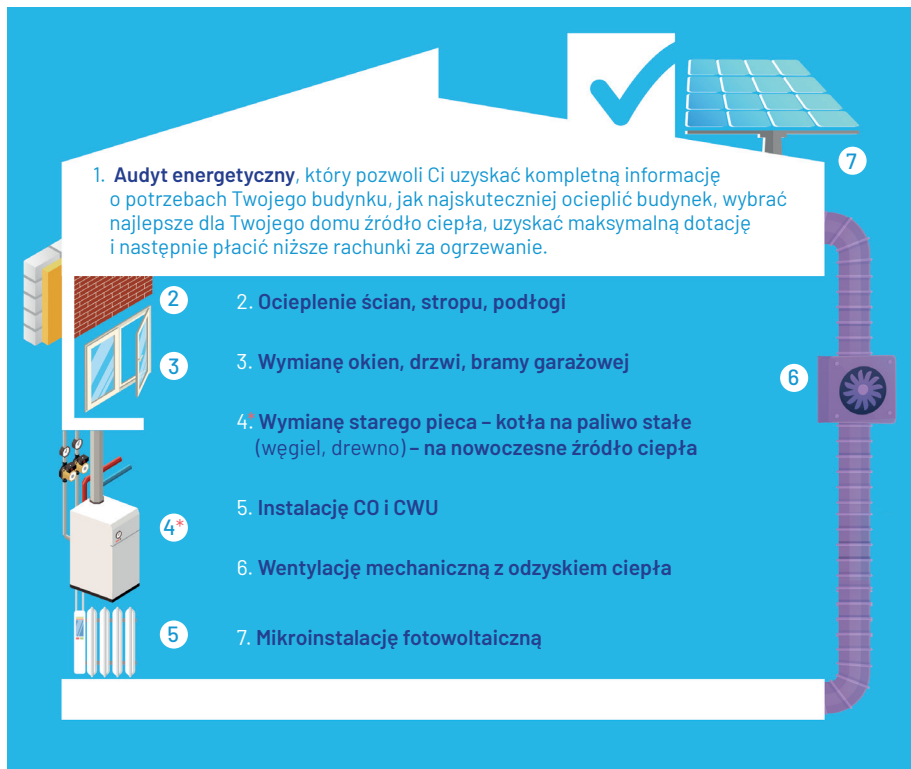 7
1. Audyt energetyczny, który pozwoli Ci uzyskać kompletną informację
o potrzebach Twojego budynku, jak najskuteczniej ocieplić budynek, wybrać
najlepsze dla Twojego domu źródło ciepła, uzyskać maksymalną dotację
i następnie płacić niższe rachunki za ogrzewanie.
2
2. Ocieplenie ścian, stropu, podłogi
3
3. Wymianę okien, drzwi, bramy garażowej
6
4.* Wymianę starego pieca – kotła na paliwo stałe
(węgiel, drewno) – na nowoczesne źródło ciepła
4*
5. Instalację CO i CWU
6. Wentylację mechaniczną z odzyskiem ciepła
5
7. Mikroinstalację fotowoltaiczną